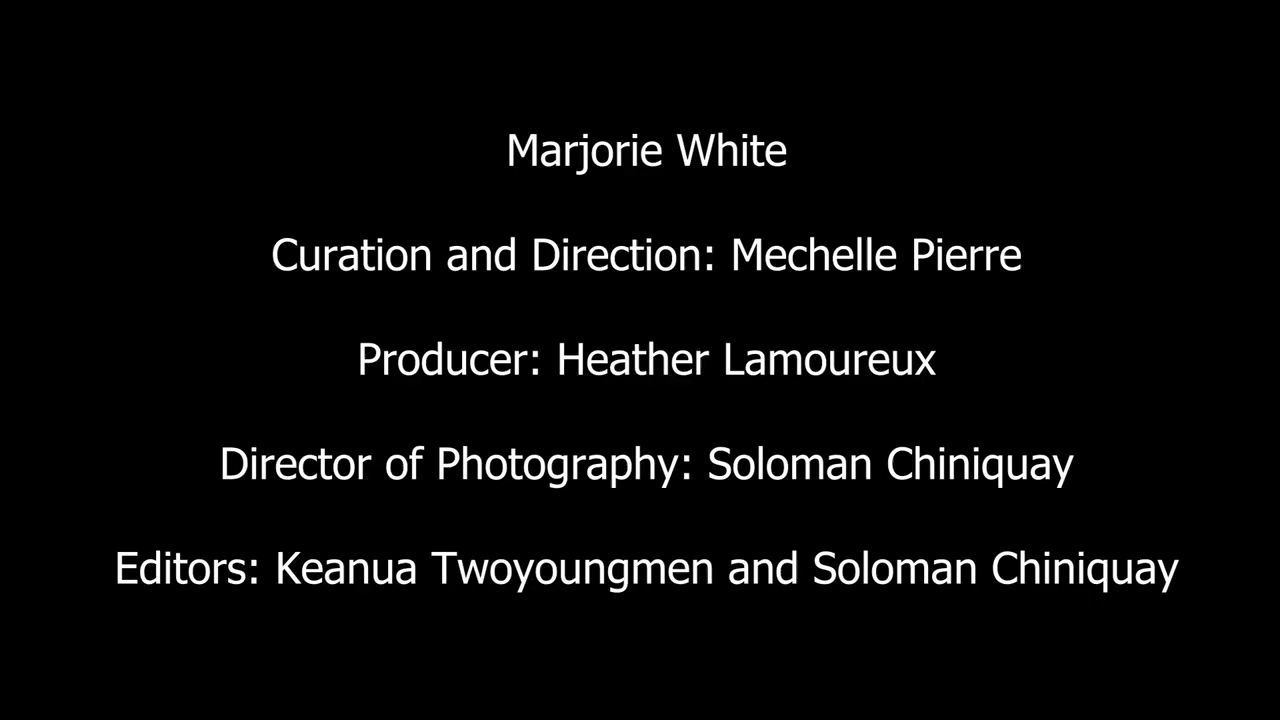 Marjorie White
Curation and Direction: Mechelle Pierre
Producer: Heather Lamoureux
Director of Photography: Soloman Chiniquay
Editors: Keanua Twoyoungmen and Soloman Chiniquay